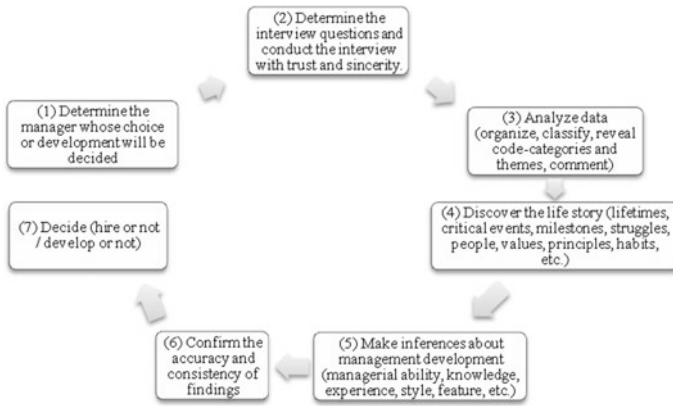 (1) Determine the
manager whose choice
or development will be
decided
(2) Determine the
interview questions and
conduct the interview
with trust and sincerity.
(3) Analyze data
(organize, classify, reveal
code-categories and
themes, comment)
(4) Discover the life story (lifetimes,
critical events, milestones, struggles,
people, values, principles, habits,
etc.)
(5) Make inferences about
management development
(managerial ability, knowledge,
experience, style, feature, etc.)
(6) Confirm the
accuracy and
consistency of
findings
(7) Decide (hire or not
/ develop or not)